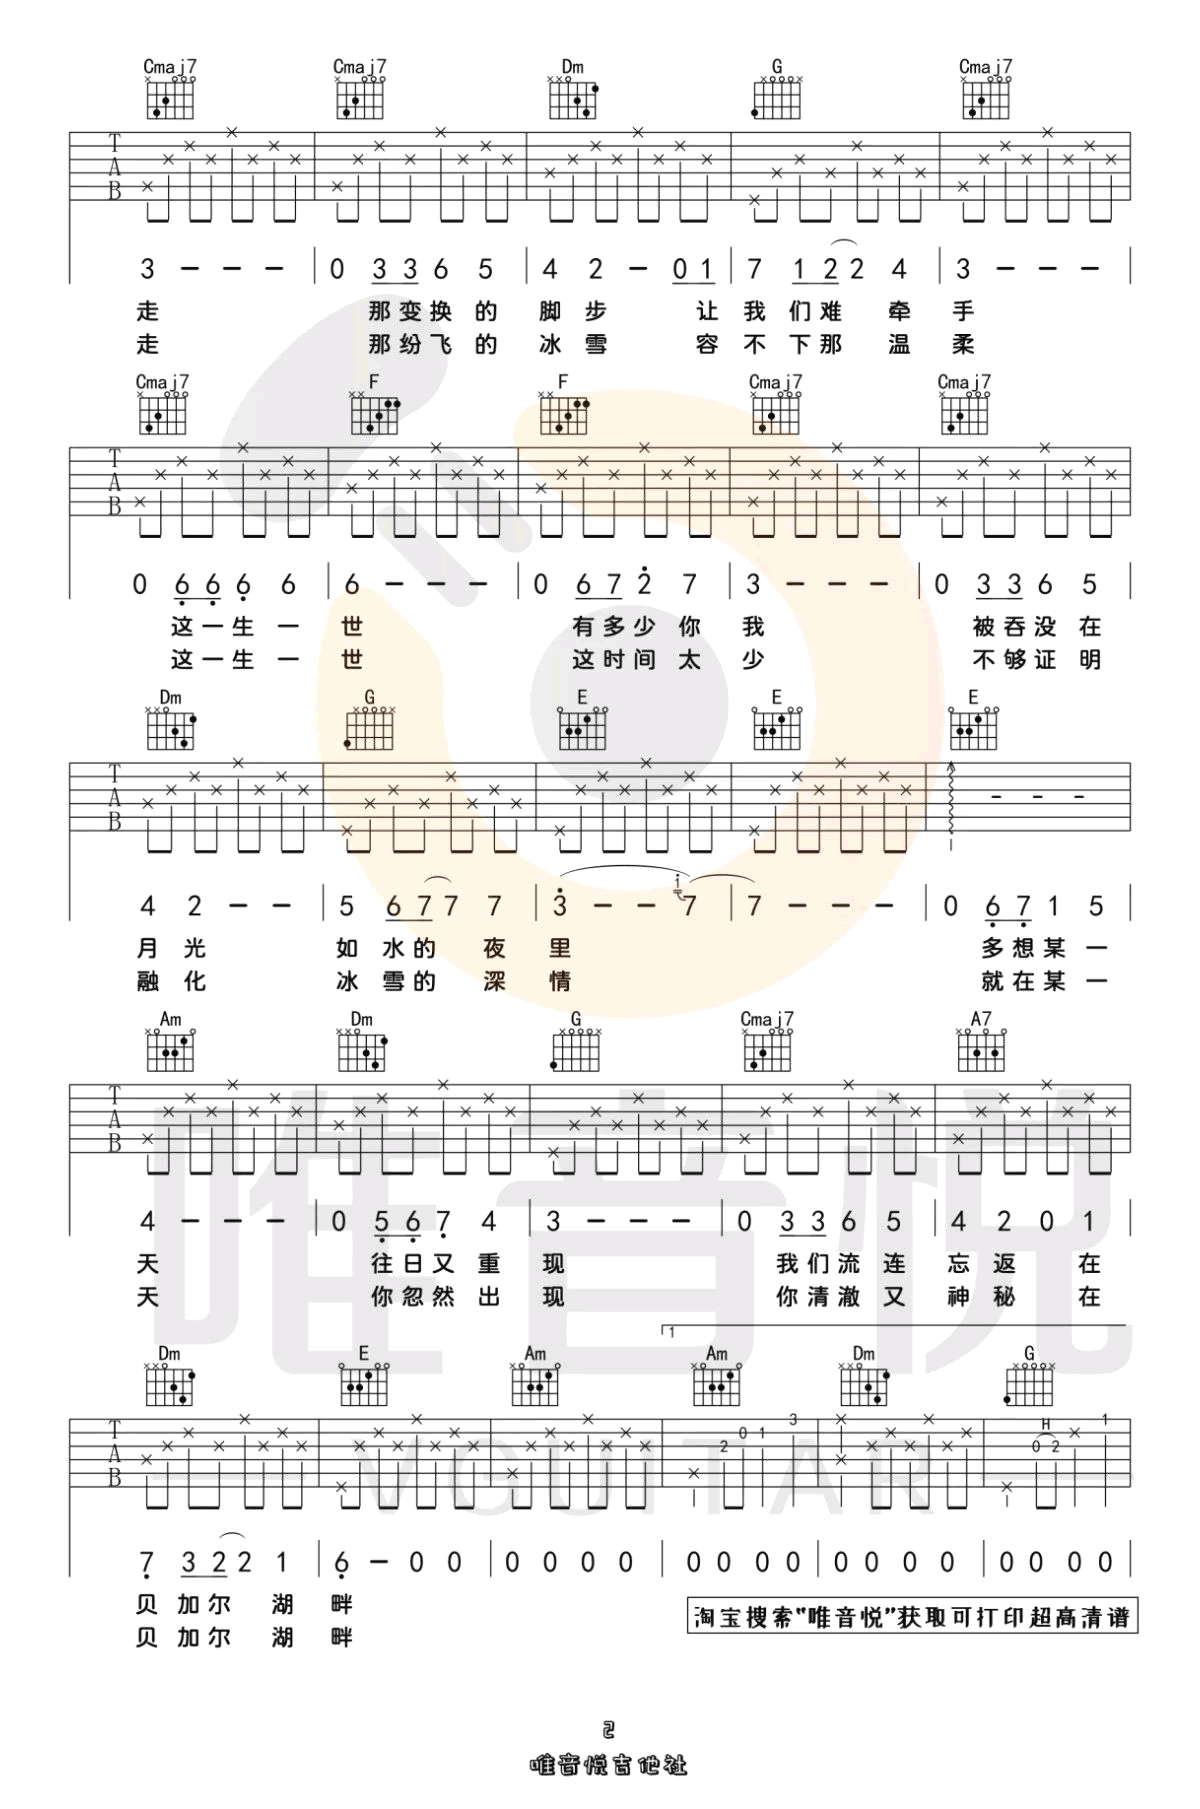 Cmaj7 Cmaj7 Dm G Cmaj7
T A B
3 - - - 0 3 3 6 5 4 2 - 0 1 7 1 2 2 4 3 - - -
走 那变换的 脚步 让 我们难 牵 手
走 那纷飞的 冰雪 容 不下那 温 柔
Cmaj7 F F Cmaj7 Cmaj7
T A B
0 6 6 6 6 6 - - - 0 6 7 2 7 3 - - - 0 3 3 6 5
这一生一 世 有多少你 我 被吞没在
这一生一 世 这时间太 少 不够证明
Dm G E E E
T A B - - -
1
4 2 - - 5 6 7 7 7 3 - - 7 7 - - - 0 6 7 1 5
月光 如水的 夜 里 多想某一
融化 冰雪的 深 情 就在某一
Am Dm G Cmaj7 A7
T A B
4 - - - 0 5 6 7 4 3 - - - 0 3 3 6 5 4 2 0 1
天 往日又重 现 我们流连 忘返 在
天 你忽然出 现 你清澈又 神秘 在
唯音悦
1
Dm E Am Am Dm G
T A B 2 0 1 3 0 H 2 1
VGUITAR
7 3 2 2 1 6 - 0 0 0 0 0 0 0 0 0 0 0 0 0 0 0 0 0 0
贝 加尔 湖 畔
贝 加尔 湖 畔
淘宝搜索“唯音悦”获取可打印超高清谱
2
唯音悦吉他社